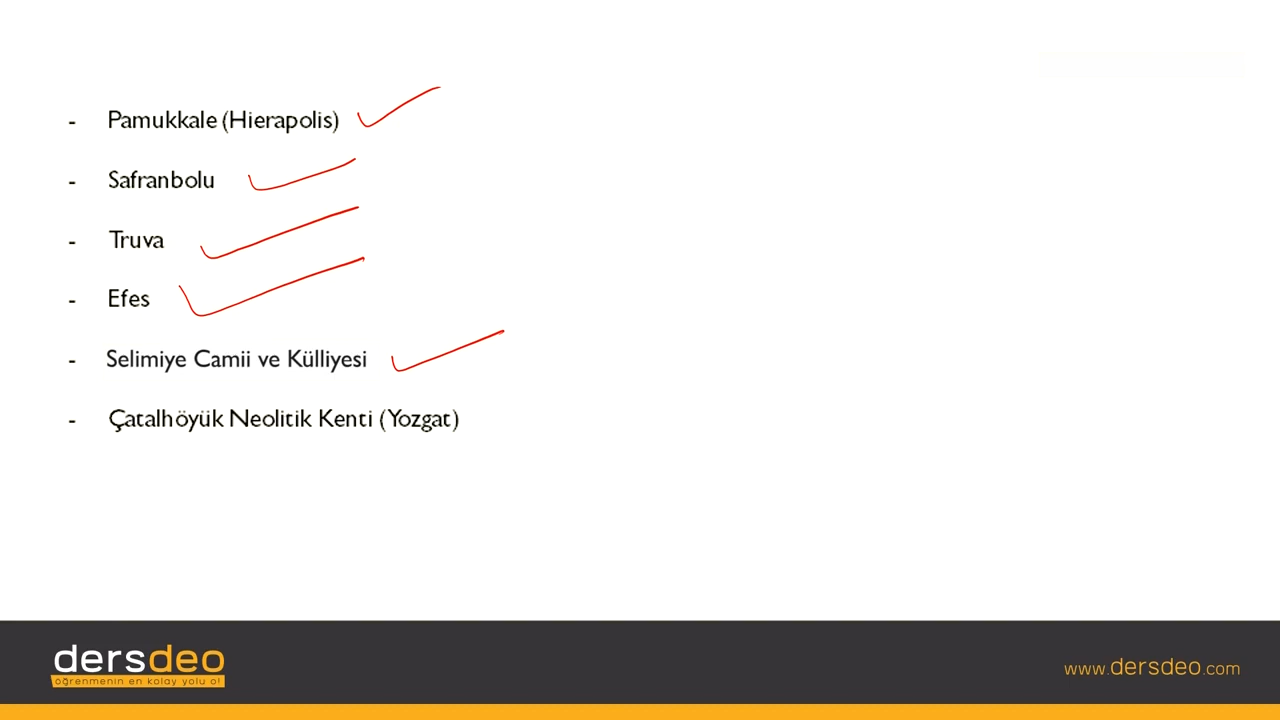 - Pamukkale (Hierapolis)
- Safranbolu
- Truva
- Efes
- Selimiye Camii ve Külliyesi
- Çatalhöyük Neolitik Kenti (Yozgat)
dersdeo
öğrenmenin en kolay yolu o!
www.dersdeo.com